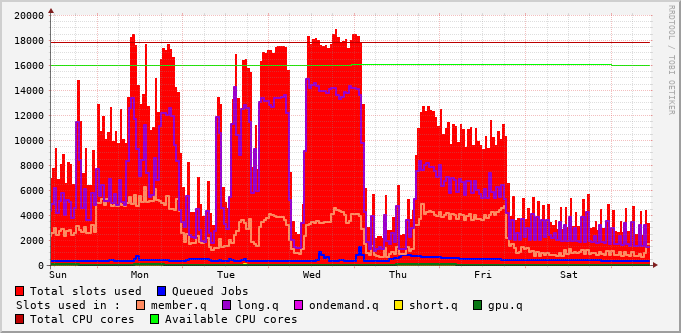 20000
18000
16000
14000
12000
10000
8000
6000
4000
2000
0
Sun Mon Tue Wed Thu Fri Sat
Total slots used Queued Jobs
Slots used in : member.q long.q ondemand.q short.q gpu.q
Total CPU cores Available CPU cores
RRDTOOL / TOBI OETIKER